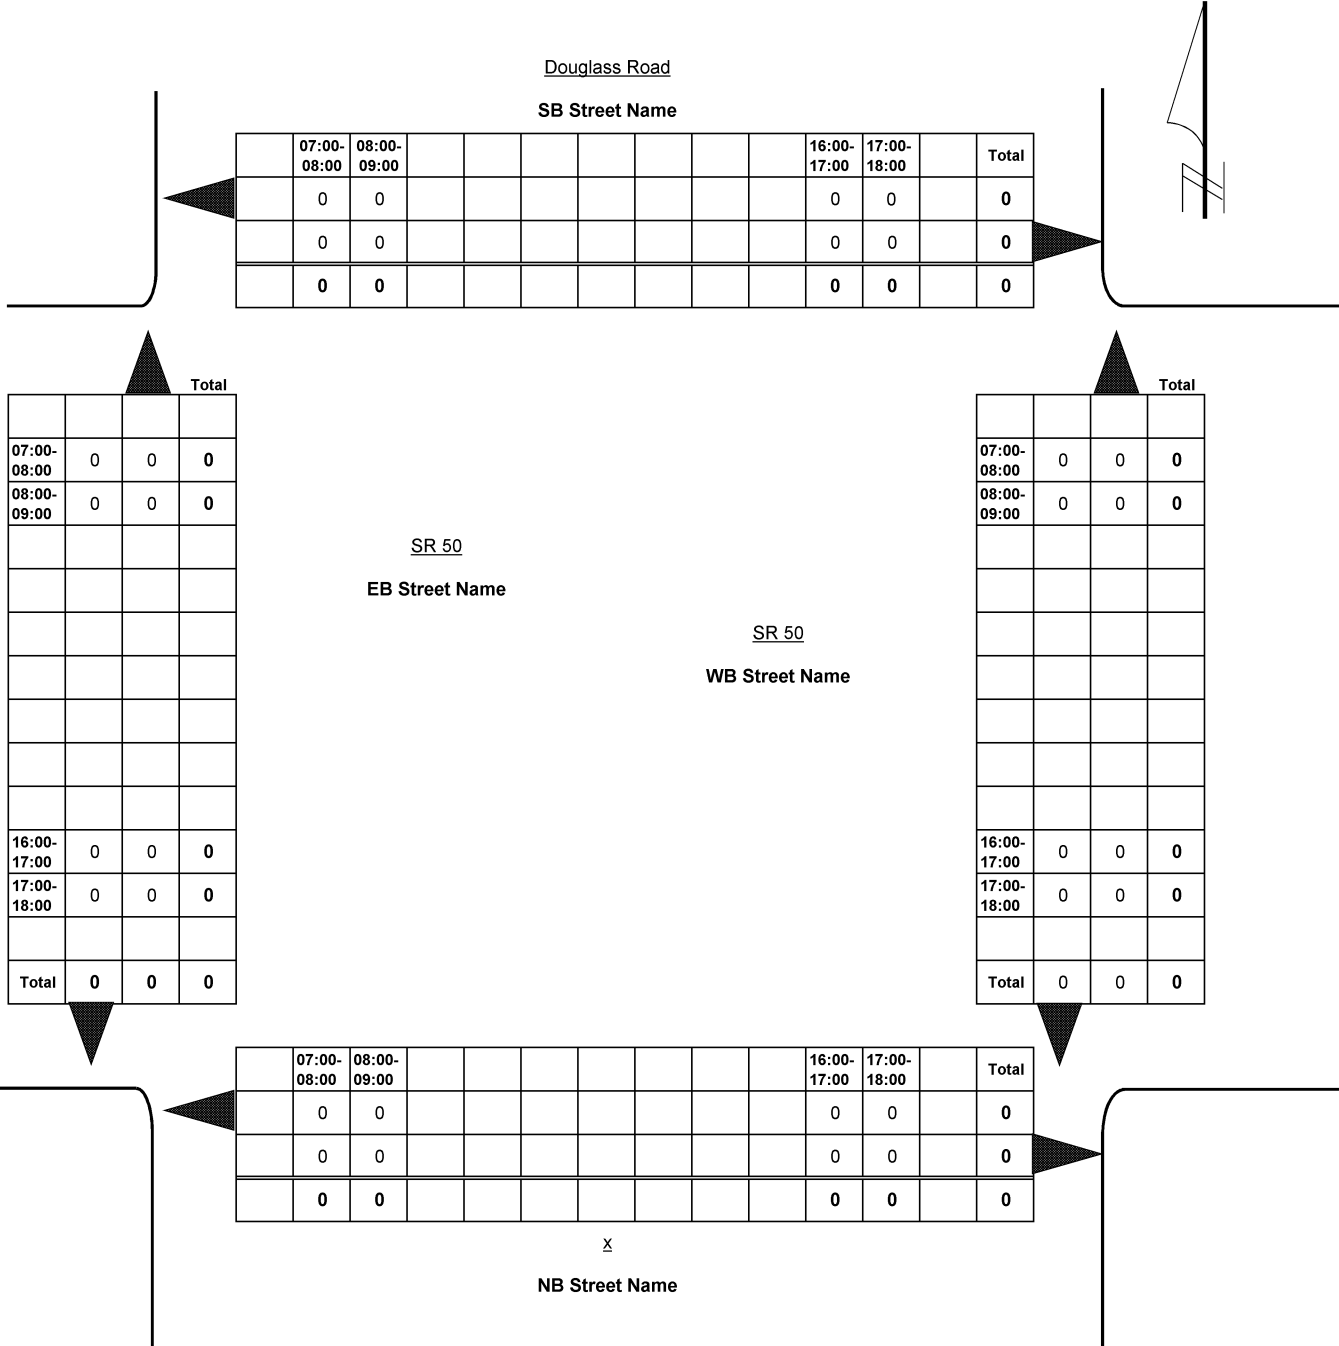 Douglass Road
SB Street Name
07:00-08:00 08:00-09:00 16:00-17:00 17:00-18:00 Total
0 0 0 0 0
0 0 0 0 0
0 0 0 0 0
Total
07:00-08:00 0 0 0
08:00-09:00 0 0 0
16:00-17:00 0 0 0
17:00-18:00 0 0 0
Total 0 0 0
SR 50
EB Street Name
SR 50
WB Street Name
Total
07:00-08:00 0 0 0
08:00-09:00 0 0 0
16:00-17:00 0 0 0
17:00-18:00 0 0 0
Total 0 0 0
07:00-08:00 08:00-09:00 16:00-17:00 17:00-18:00 Total
0 0 0 0 0
0 0 0 0 0
0 0 0 0 0
x
NB Street Name